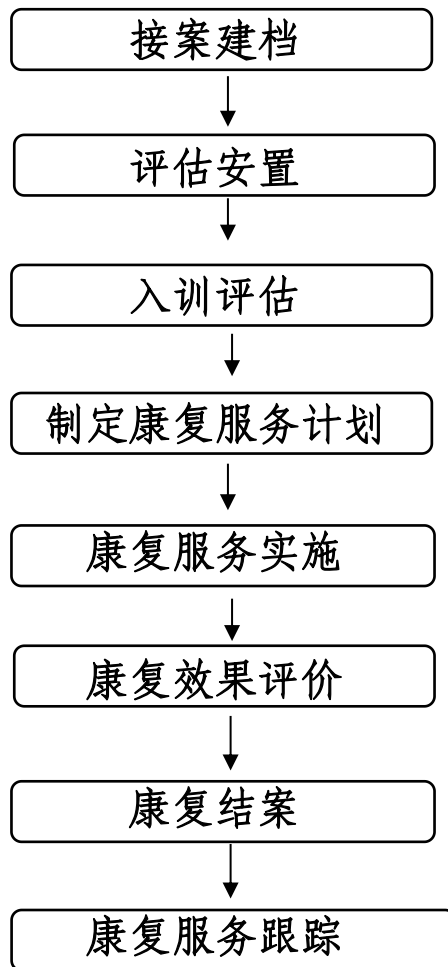 接案建档
评估安置
入训评估
制定康复服务计划
康复服务实施
康复效果评价
康复结案
康复服务跟踪